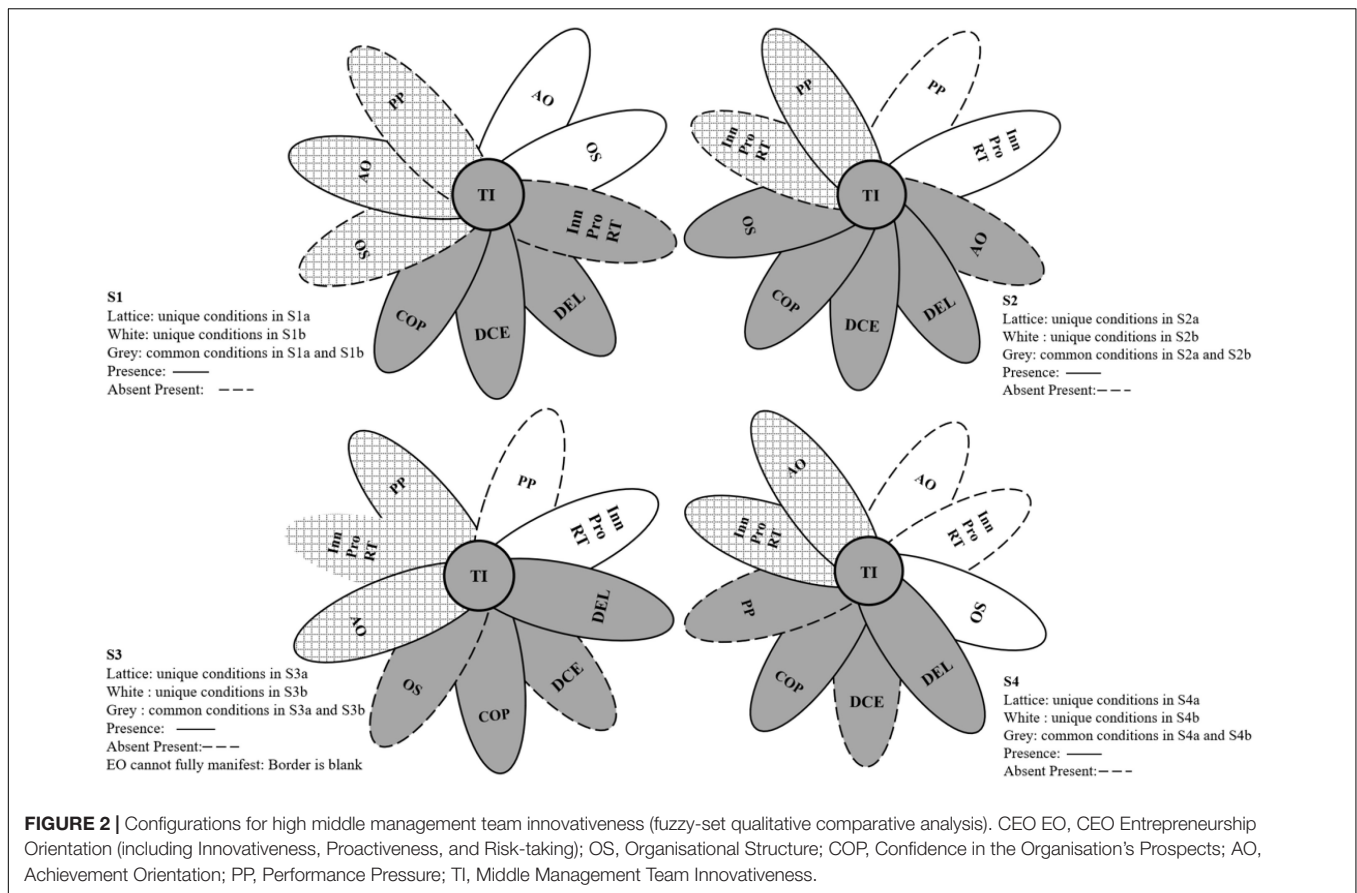 PP
AO
AO
OS
OS
TI
Inn
Pro
RT
COP
DCE
DEL
S1
Lattice: unique conditions in S1a
White: unique conditions in S1b
Grey: common conditions in S1a and S1b
Presence:
Absent Present:
PP
PP
Inn
Pro
RT
Inn
Pro
RT
TI
OS
AO
COP
DCE
DEL
S2
Lattice: unique conditions in S2a
White : unique conditions in S2b
Grey: common conditions in S2a and S2b
Presence:
Absent Present:
PP
PP
Inn
Pro
RT
Inn
Pro
RT
TI
AO
DEL
OS
COP
DCE
S3
Lattice: unique conditions in S3a
White : unique conditions in S3b
Grey : common conditions in S3a and S3b
Presence:
Absent Present:
EO cannot fully manifest: Border is blank
AO
AO
Inn
Pro
RT
Inn
Pro
RT
TI
PP
OS
COP
DCE
DEL
S4
Lattice: unique conditions in S4a
White : unique conditions in S4b
Grey: common conditions in S4a and S4b
Presence:
Absent Present:
FIGURE 2 | Configurations for high middle management team innovativeness (fuzzy-set qualitative comparative analysis). CEO EO, CEO Entrepreneurship
Orientation (including Innovativeness, Proactiveness, and Risk-taking); OS, Organisational Structure; COP, Confidence in the Organisation's Prospects; AO,
Achievement Orientation; PP, Performance Pressure; TI, Middle Management Team Innovativeness.